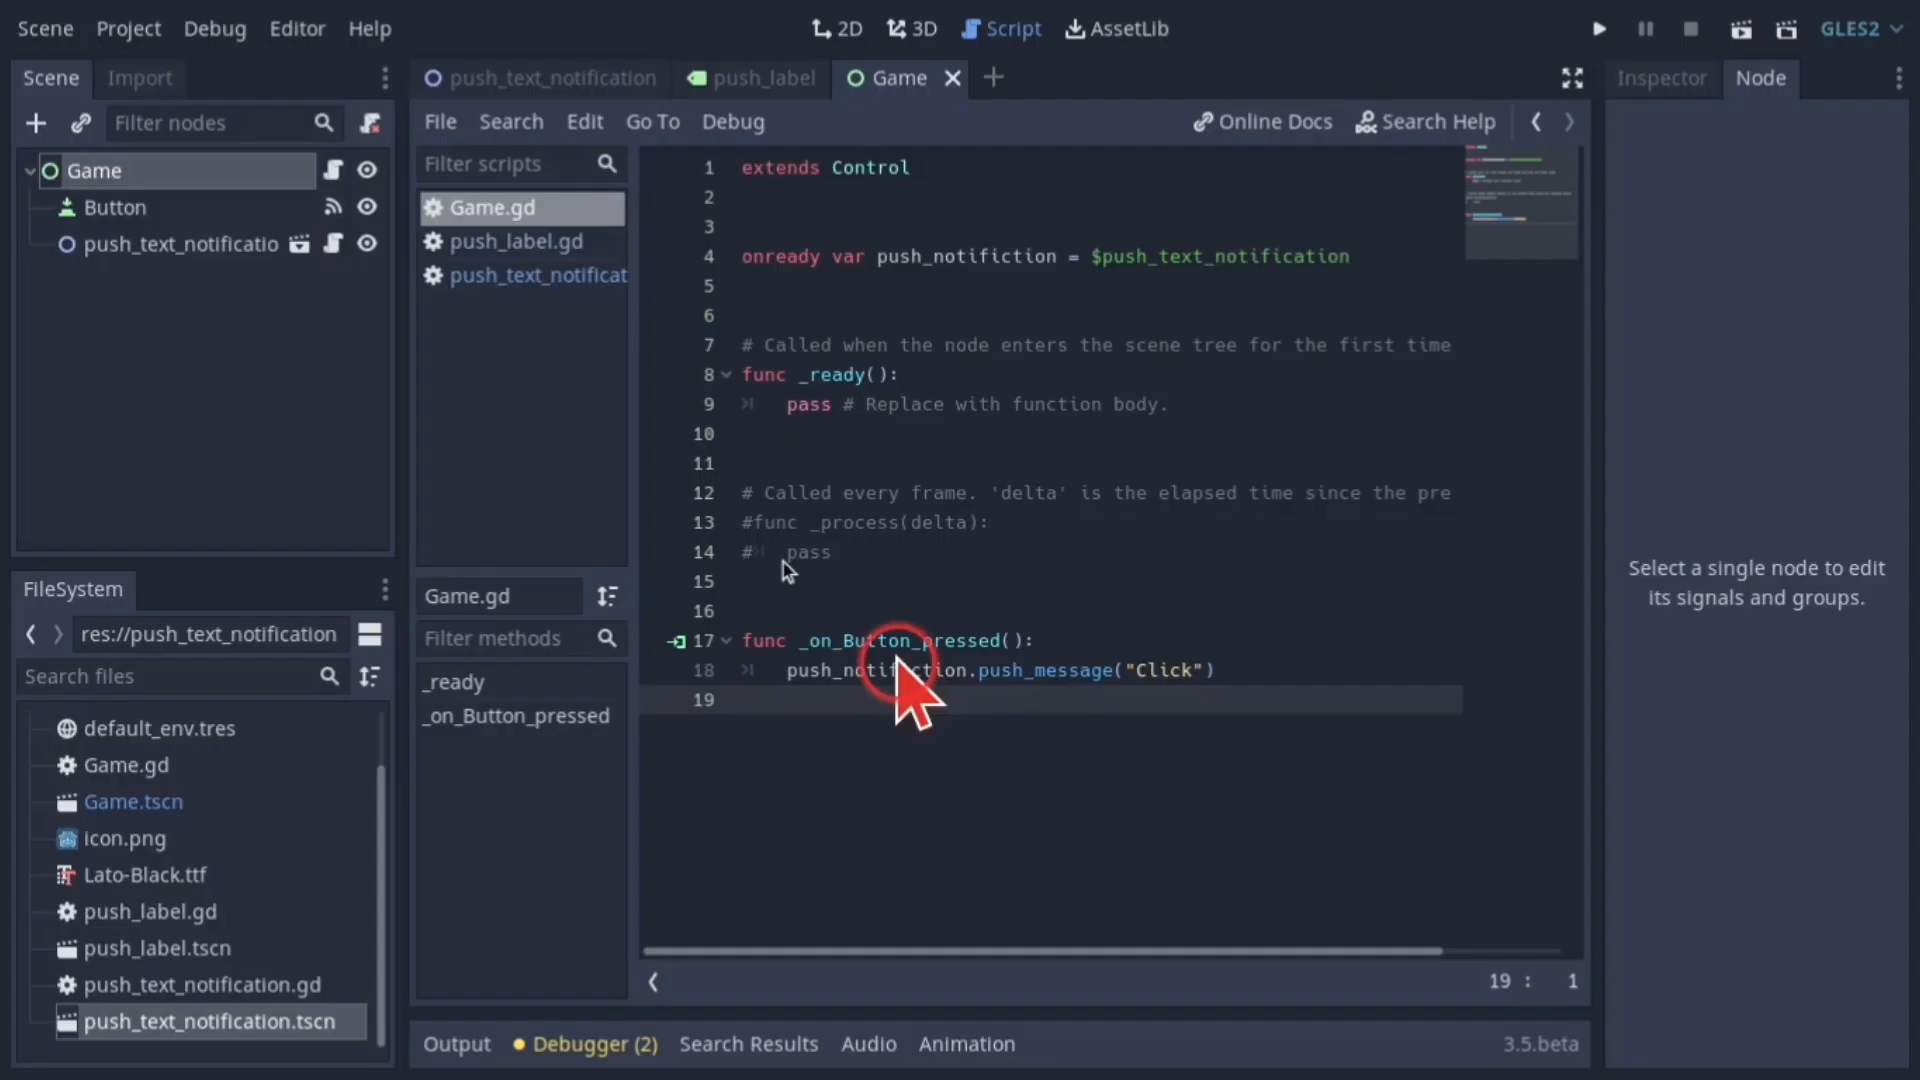 Scene Project Debug Editor Help
2D 3D Script AssetLib
GLES2
Scene Import
Filter nodes
Game
Button
push_text_notificatio
FileSystem
res://push_text_notification
Search files
default_env.tres
Game.gd
Game.tscn
icon.png
Lato-Black.ttf
push_label.gd
push_label.tscn
push_text_notification.gd
push_text_notification.tscn
push_text_notification push_label Game
File Search Edit Go To Debug
Online Docs Search Help
Filter scripts
Game.gd
push_label.gd
push_text_notificat
Game.gd
Filter methods
_ready
_on_Button_pressed
1 extends Control
2
3
4 onready var push_notifiction = $push_text_notification
5
6
7 # Called when the node enters the scene tree for the first time
8 func _ready():
9 pass # Replace with function body.
10
11
12 # Called every frame. 'delta' is the elapsed time since the pre
13 #func _process(delta):
14 # pass
15
16
17 func _on_Button_pressed():
18 push_notifiction.push_message("Click")
19
19 : 1
Output Debugger (2) Search Results Audio Animation
3.5.beta
Inspector Node
Select a single node to edit
its signals and groups.